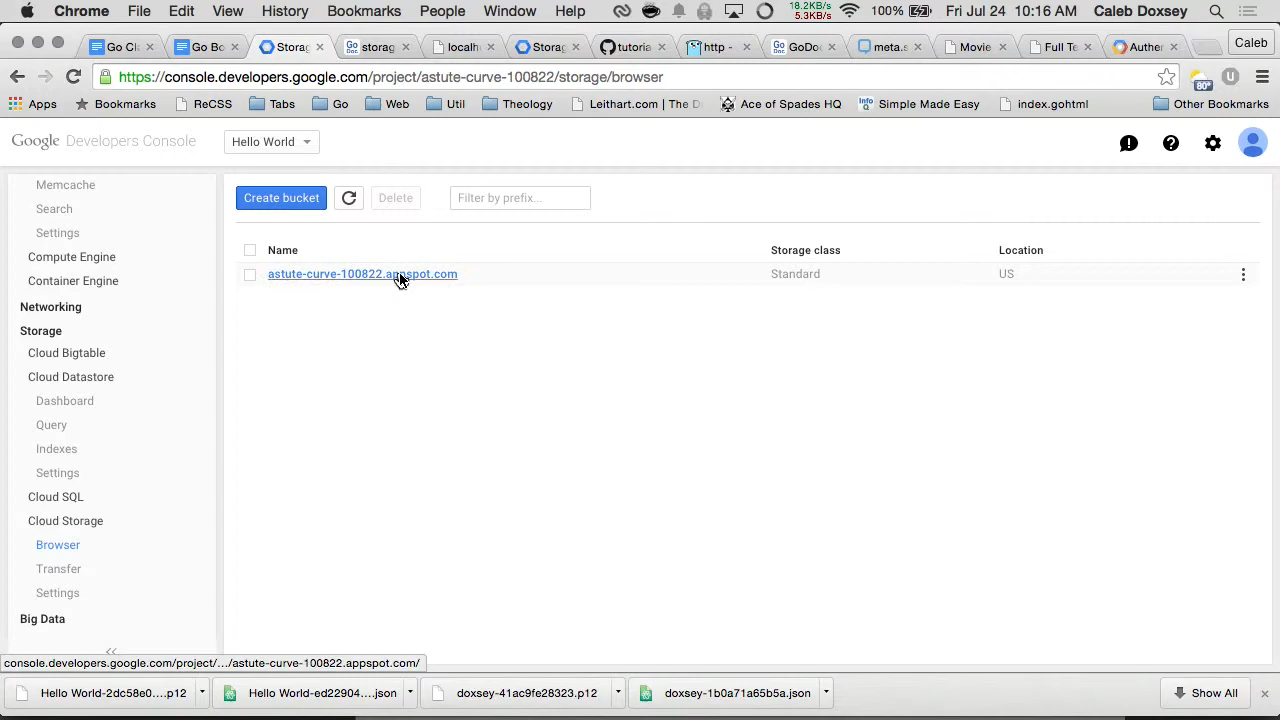 Chrome File Edit View History Bookmarks People Window Help 18.2KB/s 5.3KB/s 100% Fri Jul 24 10:16 AM Caleb Doxsey
Go Cl Go Bo Storag storag localh Storag tutoria http - GoDo meta.s Movie Full Te Authe Caleb
https://console.developers.google.com/project/astute-curve-100822/storage/browser 80°
Apps Bookmarks ReCSS Tabs Go Web Util Theology Leithart.com | The D Ace of Spades HQ Simple Made Easy index.gohtml Other Bookmarks
Google Developers Console Hello World
Memcache
Search
Settings
Compute Engine
Container Engine
Networking
Storage
Cloud Bigtable
Cloud Datastore
Dashboard
Query
Indexes
Settings
Cloud SQL
Cloud Storage
Browser
Transfer
Settings
Big Data
Create bucket Delete Filter by prefix...
Name Storage class Location
astute-curve-100822.appspot.com Standard US
console.developers.google.com/project/.../astute-curve-100822.appspot.com/
Hello World-2dc58e0....p12 Hello World-ed22904....json doxsey-41ac9fe28323.p12 doxsey-1b0a71a65b5a.json Show All